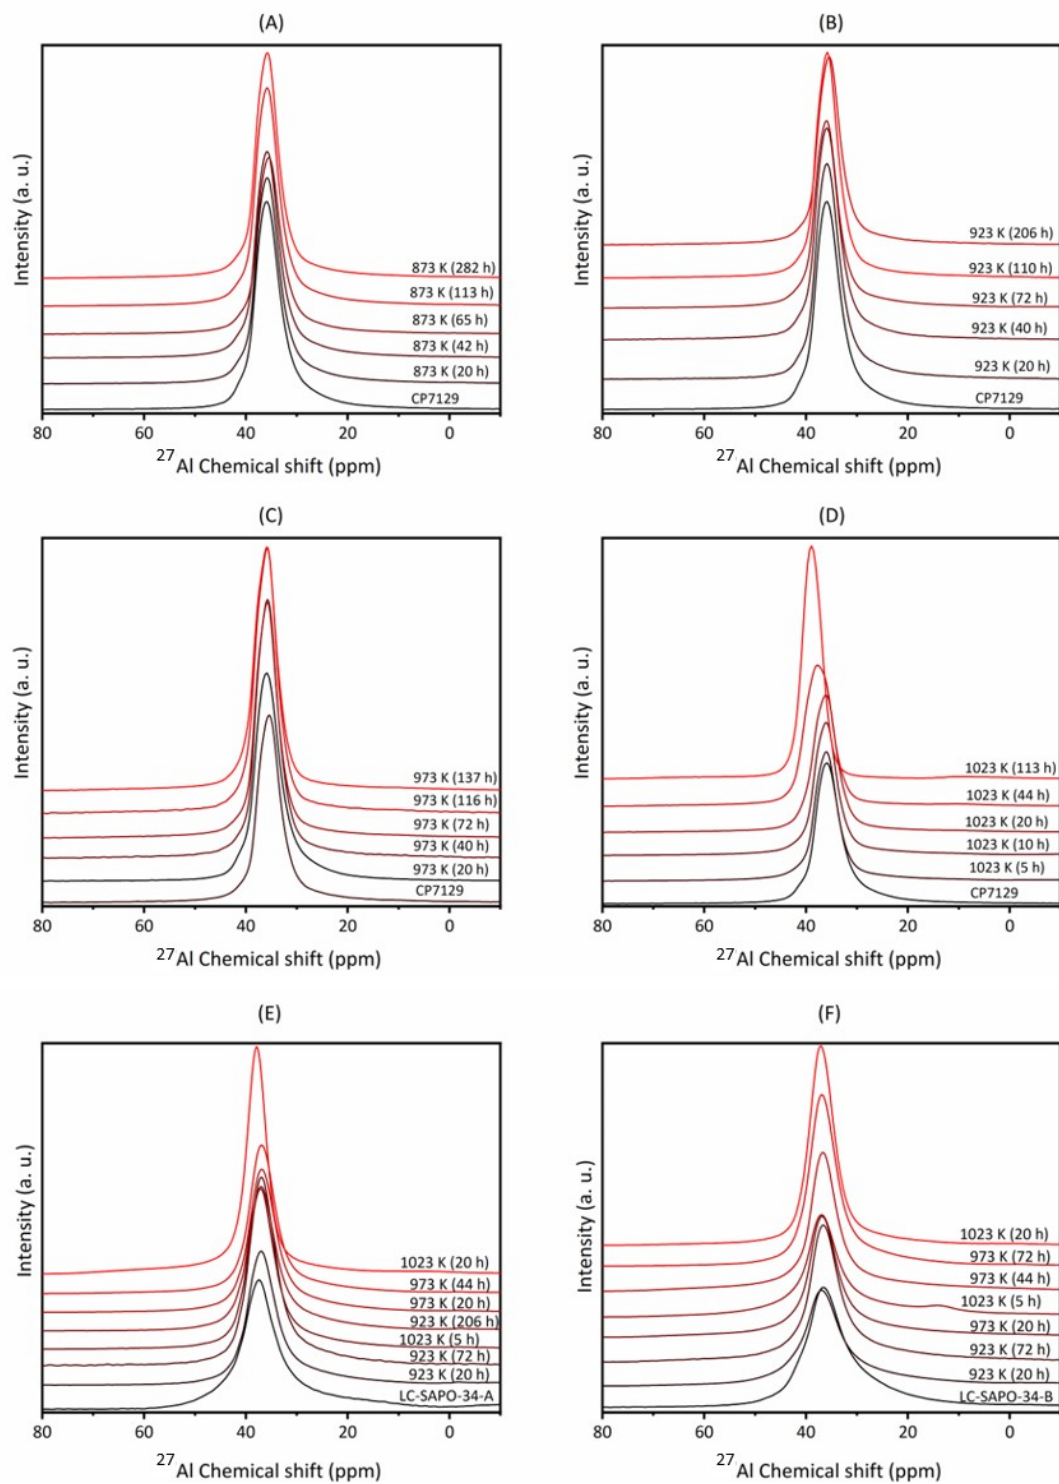 (A)
Intensity (a. u.)
873 K (282 h)
873 K (113 h)
873 K (65 h)
873 K (42 h)
873 K (20 h)
CP7129
80 60 40 20 0
27Al Chemical shift (ppm)
(B)
Intensity (a. u.)
923 K (206 h)
923 K (110 h)
923 K (72 h)
923 K (40 h)
923 K (20 h)
CP7129
80 60 40 20 0
27Al Chemical shift (ppm)
(C)
Intensity (a. u.)
973 K (137 h)
973 K (116 h)
973 K (72 h)
973 K (40 h)
973 K (20 h)
CP7129
80 60 40 20 0
27Al Chemical shift (ppm)
(D)
Intensity (a. u.)
1023 K (113 h)
1023 K (44 h)
1023 K (20 h)
1023 K (10 h)
1023 K (5 h)
CP7129
80 60 40 20 0
27Al Chemical shift (ppm)
(E)
Intensity (a. u.)
1023 K (20 h)
973 K (44 h)
973 K (20 h)
923 K (206 h)
1023 K (5 h)
923 K (72 h)
923 K (20 h)
LC-SAPO-34-A
80 60 40 20 0
27Al Chemical shift (ppm)
(F)
Intensity (a. u.)
1023 K (20 h)
973 K (72 h)
973 K (44 h)
1023 K (5 h)
973 K (20 h)
923 K (72 h)
923 K (20 h)
LC-SAPO-34-B
80 60 40 20 0
27Al Chemical shift (ppm)